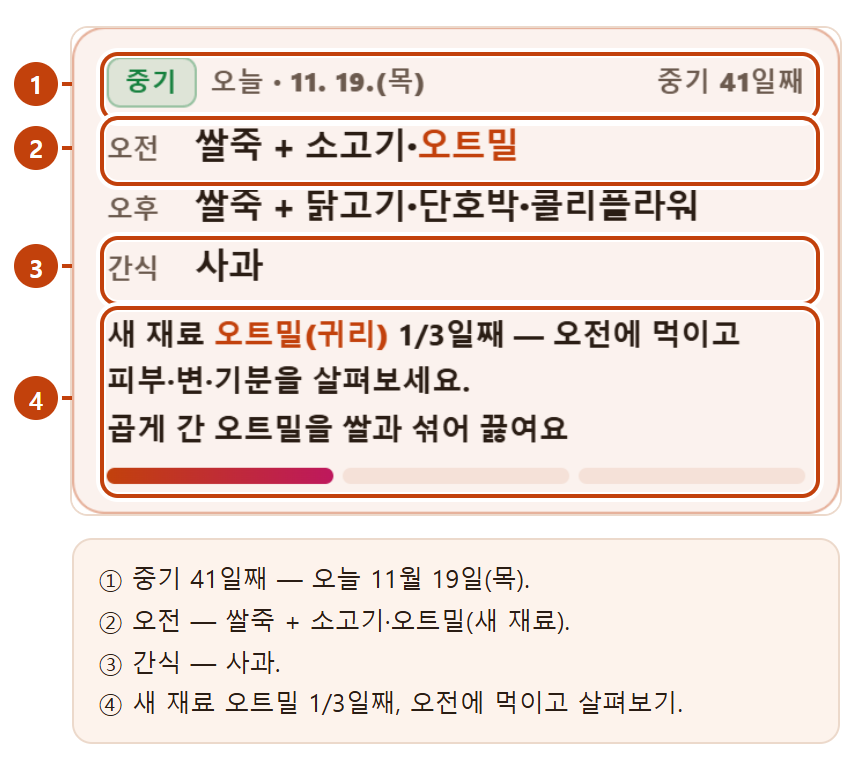 1 중기 오늘 · 11. 19.(목) 중기 41일째
2 오전 쌀죽 + 소고기·오트밀
오후 쌀죽 + 닭고기·단호박·콜리플라워
3 간식 사과
새 재료 오트밀(귀리) 1/3일째 — 오전에 먹이고
4 피부·변·기분을 살펴보세요.
곱게 간 오트밀을 쌀과 섞어 끓여요
① 중기 41일째 — 오늘 11월 19일(목).
② 오전 — 쌀죽 + 소고기·오트밀(새 재료).
③ 간식 — 사과.
④ 새 재료 오트밀 1/3일째, 오전에 먹이고 살펴보기.